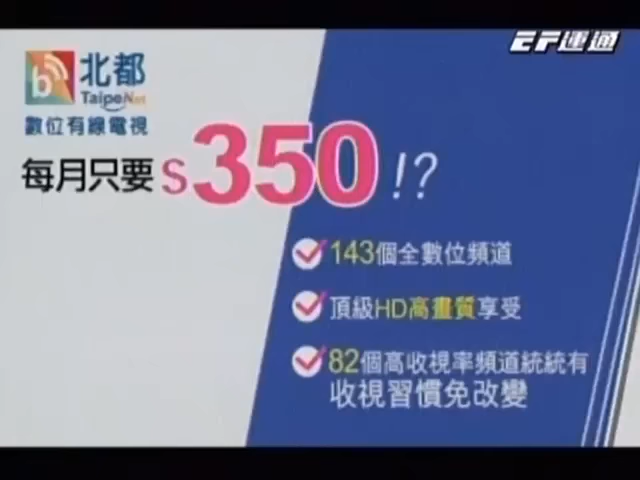 EF運通
b 北都
TaipeiNet
數位有線電視
每月只要$350!?
143個全數位頻道
頂級HD高畫質享受
82個高收視率頻道統統有
收視習慣免改變